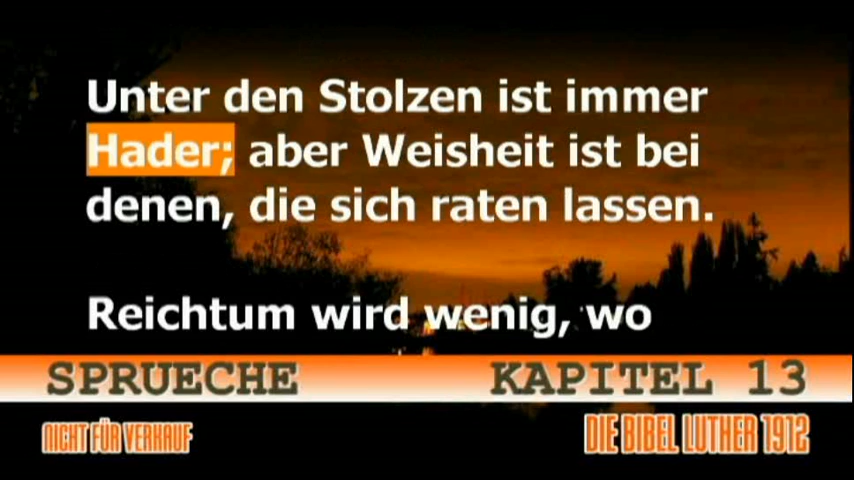 Unter den Stolzen ist immer
Hader; aber Weisheit ist bei
denen, die sich raten lassen.
Reichtum wird wenig, wo
SPRUECHE KAPITEL 13
NICHT FÜR VERKAUF DIE BIBEL LUTHER 1912